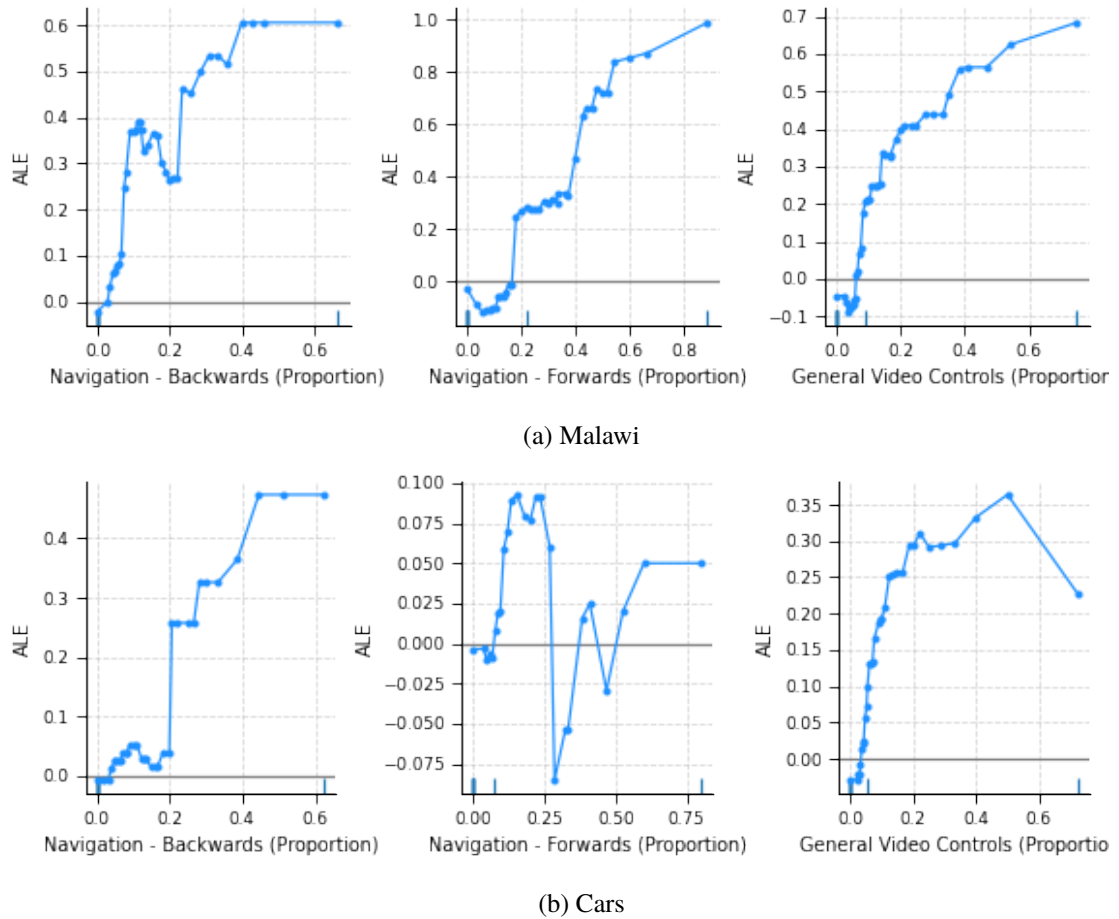 0.6
0.5
0.4
0.3
0.2
0.1
0.0
ALE
0.0 0.2 0.4 0.6
Navigation - Backwards (Proportion)
1.0
0.8
0.6
0.4
0.2
0.0
ALE
0.0 0.2 0.4 0.6 0.8
Navigation - Forwards (Proportion)
0.7
0.6
0.5
0.4
0.3
0.2
0.1
0.0
−0.1
ALE
0.0 0.2 0.4 0.6
General Video Controls (Proportion
(a) Malawi
0.4
0.3
0.2
0.1
0.0
ALE
0.0 0.2 0.4 0.6
Navigation - Backwards (Proportion)
0.100
0.075
0.050
0.025
0.000
−0.025
−0.050
−0.075
ALE
0.00 0.25 0.50 0.75
Navigation - Forwards (Proportion)
0.35
0.30
0.25
0.20
0.15
0.10
0.05
0.00
ALE
0.0 0.2 0.4 0.6
General Video Controls (Proportio
(b) Cars